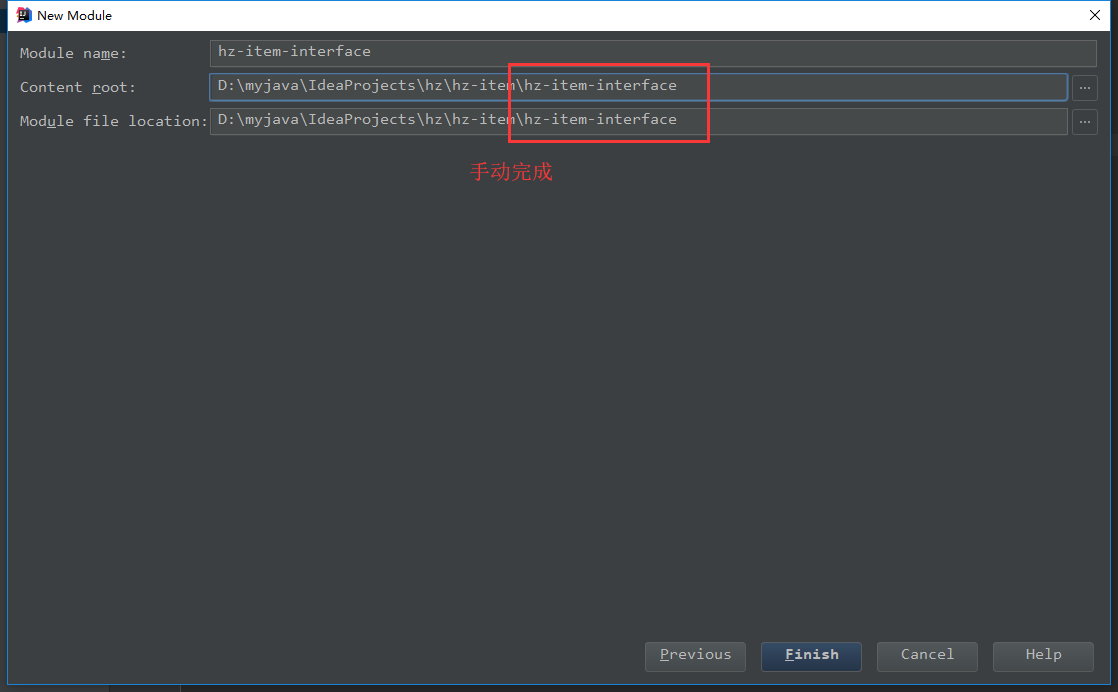 New Module
Module name: hz-item-interface
Content root: D:\myjava\IdeaProjects\hz\hz-item\hz-item-interface ...
Module file location: D:\myjava\IdeaProjects\hz\hz-item\hz-item-interface ...
手动完成
Previous Finish Cancel Help